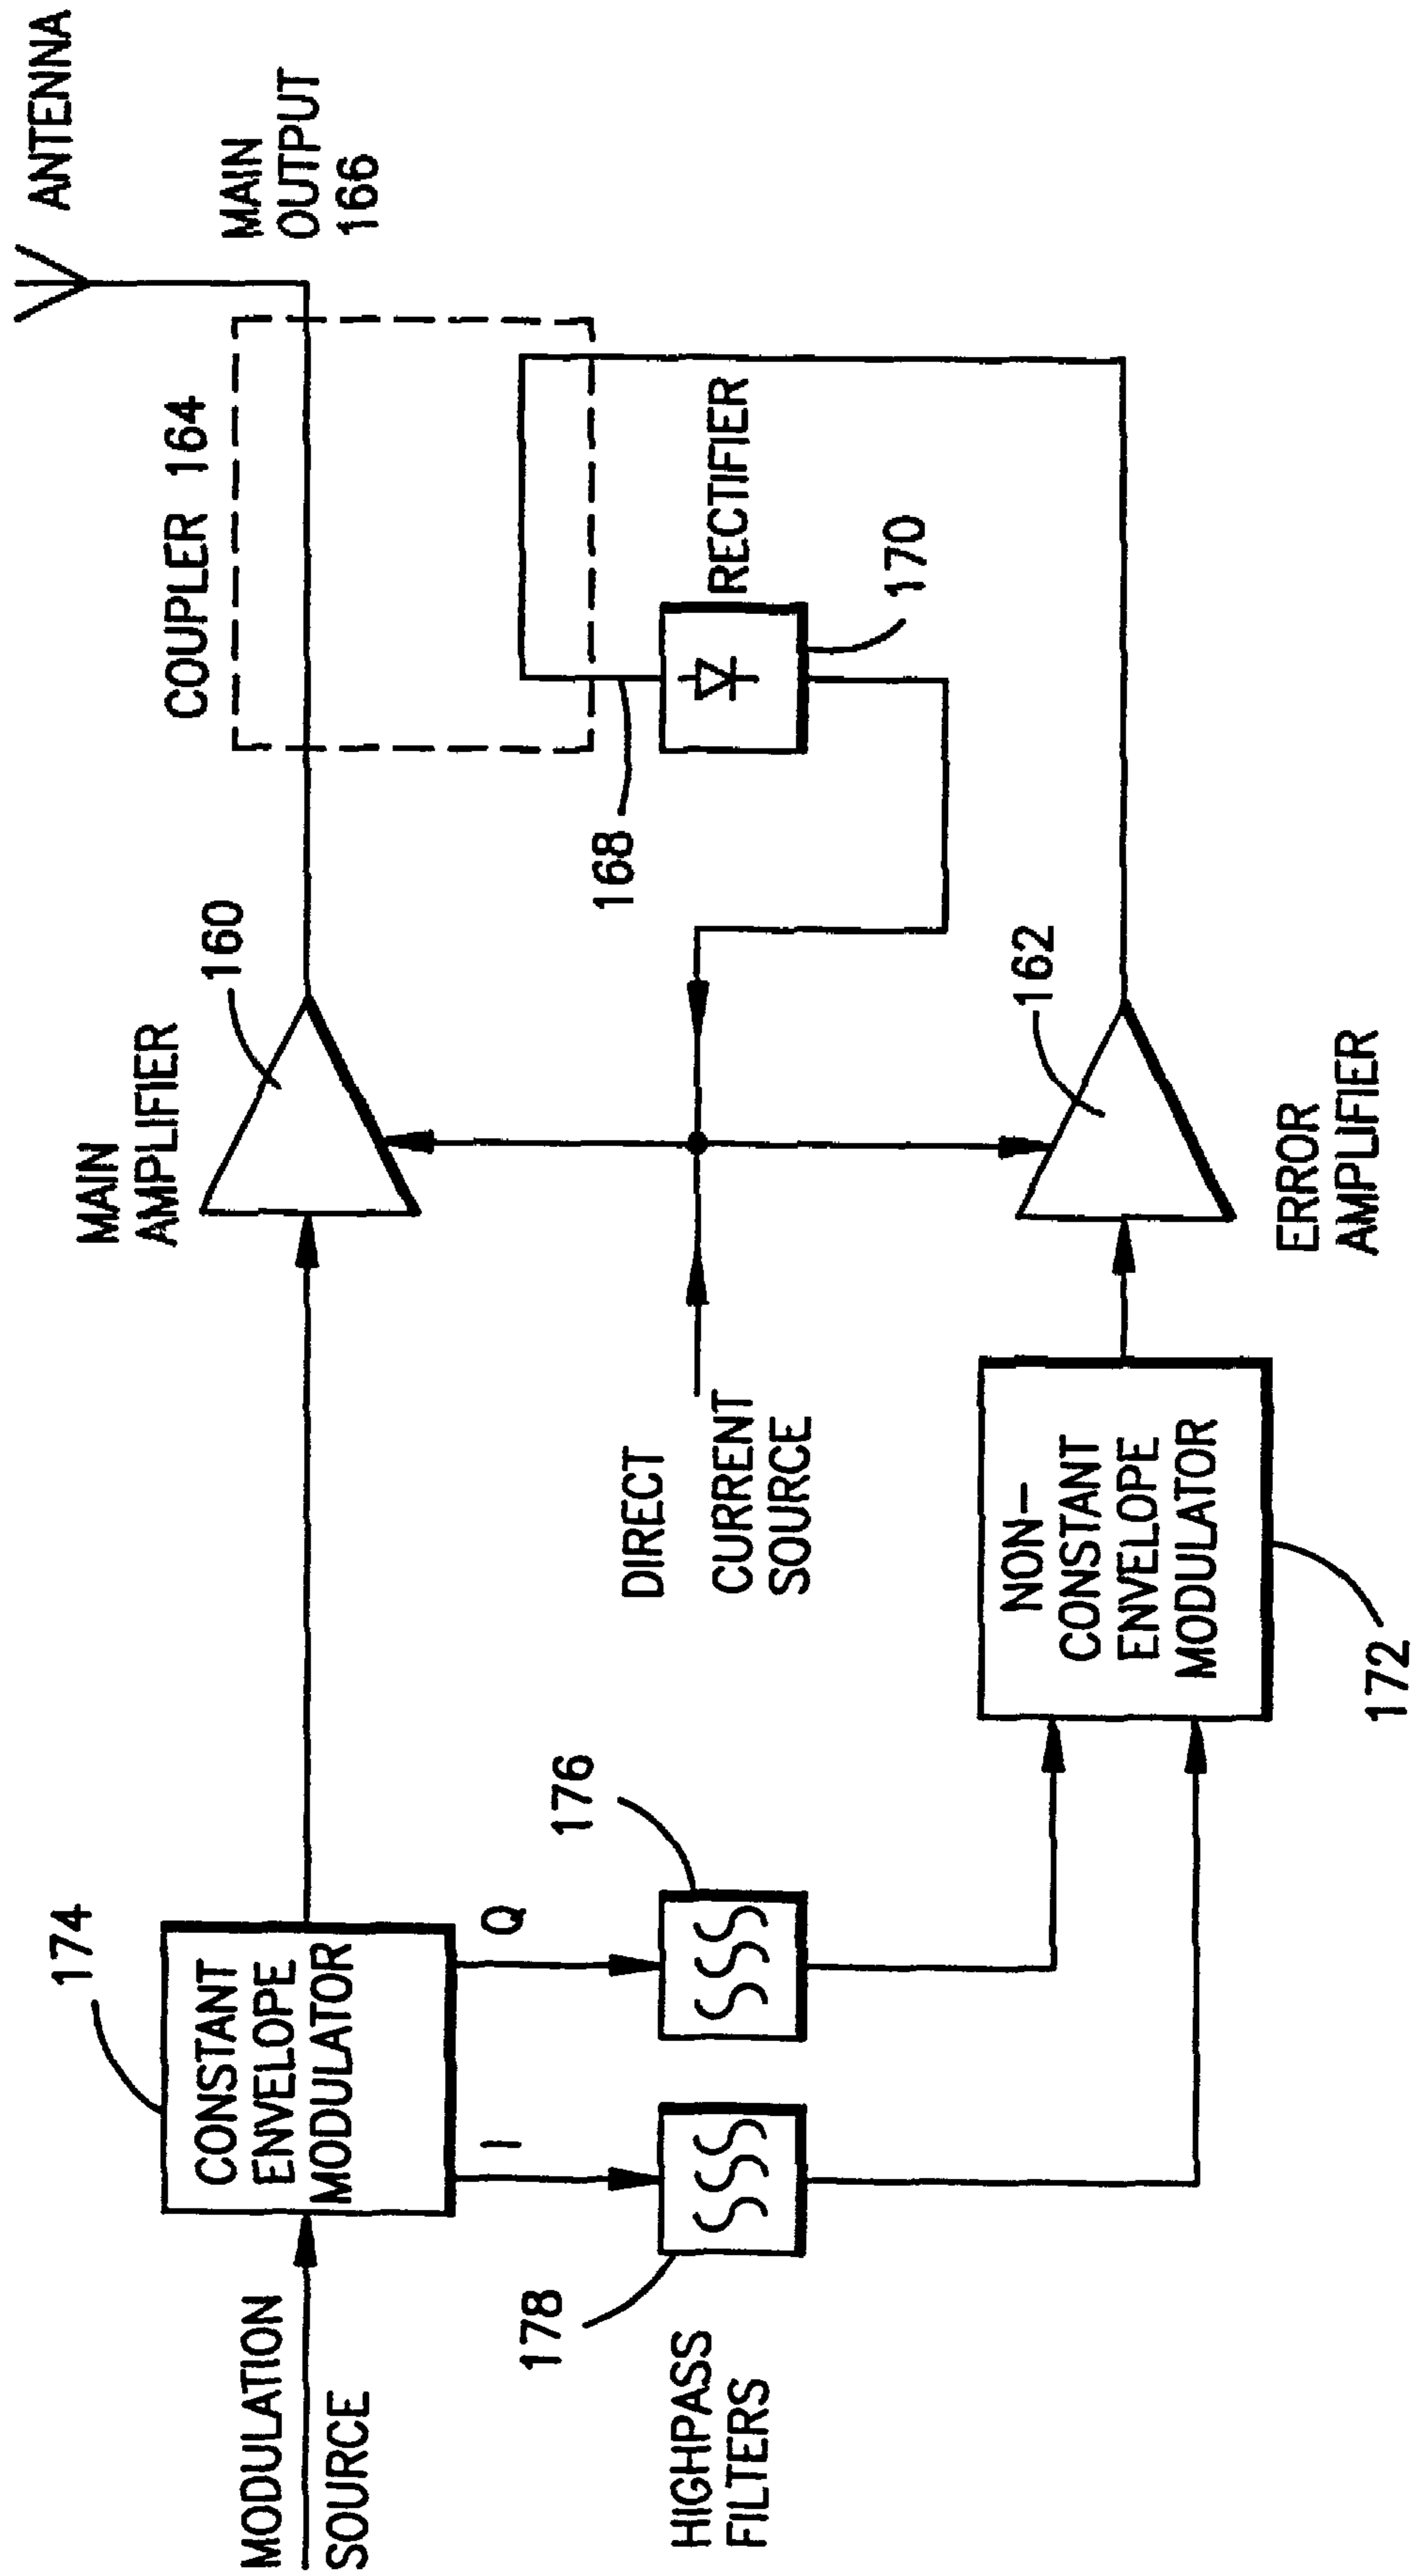 ANTENNA
MAIN
OUTPUT
166
COUPLER 164
MAIN
AMPLIFIER
160
RECTIFIER
170
168
174
CONSTANT
ENVELOPE
MODULATOR
MODULATION
SOURCE
Q
I
176
178
HIGHPASS
FILTERS
DIRECT
CURRENT
SOURCE
162
ERROR
AMPLIFIER
NON-
CONSTANT
ENVELOPE
MODULATOR
172